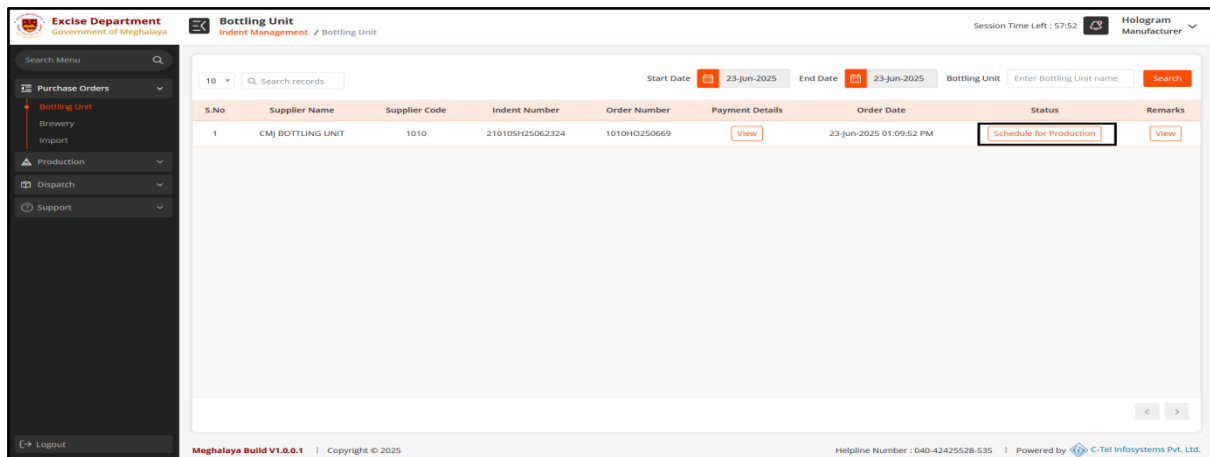 Excise Department
Government of Meghalaya
Bottling Unit
Indent Management / Bottling Unit
Session Time Left : 57:52
Hologram
Manufacturer
Search Menu
Purchase Orders
Bottling Unit
Brewery
Import
Production
Dispatch
Support
Logout
10 Search records Start Date 23-Jun-2025 End Date 23-Jun-2025 Bottling Unit Enter Bottling Unit name Search
S.No Supplier Name Supplier Code Indent Number Order Number Payment Details Order Date Status Remarks
1 CMJ BOTTLING UNIT 1010 21010SH25062324 1010HO250669 View 23-Jun-2025 01:09:52 PM Schedule for Production View
< >
Meghalaya Build V1.0.0.1 | Copyright © 2025 Helpline Number : 040-42425528-535 | Powered by C-Tel Infosystems Pvt. Ltd.